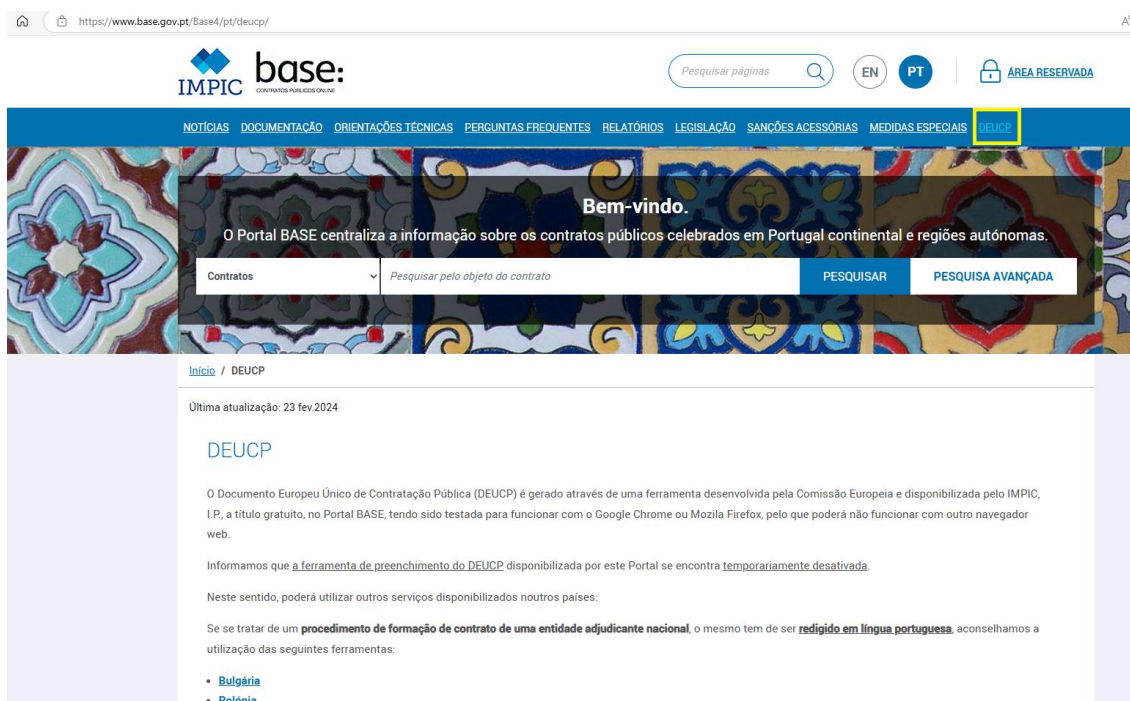 https://www.base.gov.pt/Base4/pt/deucp/
IMPIC
base:
CONTRATOS PÚBLICOS ONLINE
Pesquisar páginas
EN
PT
ÁREA RESERVADA
NOTÍCIAS DOCUMENTAÇÃO ORIENTAÇÕES TÉCNICAS PERGUNTAS FREQUENTES RELATÓRIOS LEGISLAÇÃO SANÇÕES ACESSÓRIAS MEDIDAS ESPECIAIS DEUCP
Bem-vindo.
O Portal BASE centraliza a informação sobre os contratos públicos celebrados em Portugal continental e regiões autónomas.
Contratos
Pesquisar pelo objeto do contrato
PESQUISAR
PESQUISA AVANÇADA
Início / DEUCP
Última atualização: 23 fev.2024
DEUCP
O Documento Europeu Único de Contratação Pública (DEUCP) é gerado através de uma ferramenta desenvolvida pela Comissão Europeia e disponibilizada pelo IMPIC,
I.P., a título gratuito, no Portal BASE, tendo sido testada para funcionar com o Google Chrome ou Mozila Firefox, pelo que poderá não funcionar com outro navegador
web.
Informamos que a ferramenta de preenchimento do DEUCP disponibilizada por este Portal se encontra temporariamente desativada.
Neste sentido, poderá utilizar outros serviços disponibilizados noutros países:
Se se tratar de um procedimento de formação de contrato de uma entidade adjudicante nacional, o mesmo tem de ser redigido em língua portuguesa, aconselhamos a
utilização das seguintes ferramentas:
• Bulgária
• Polónia